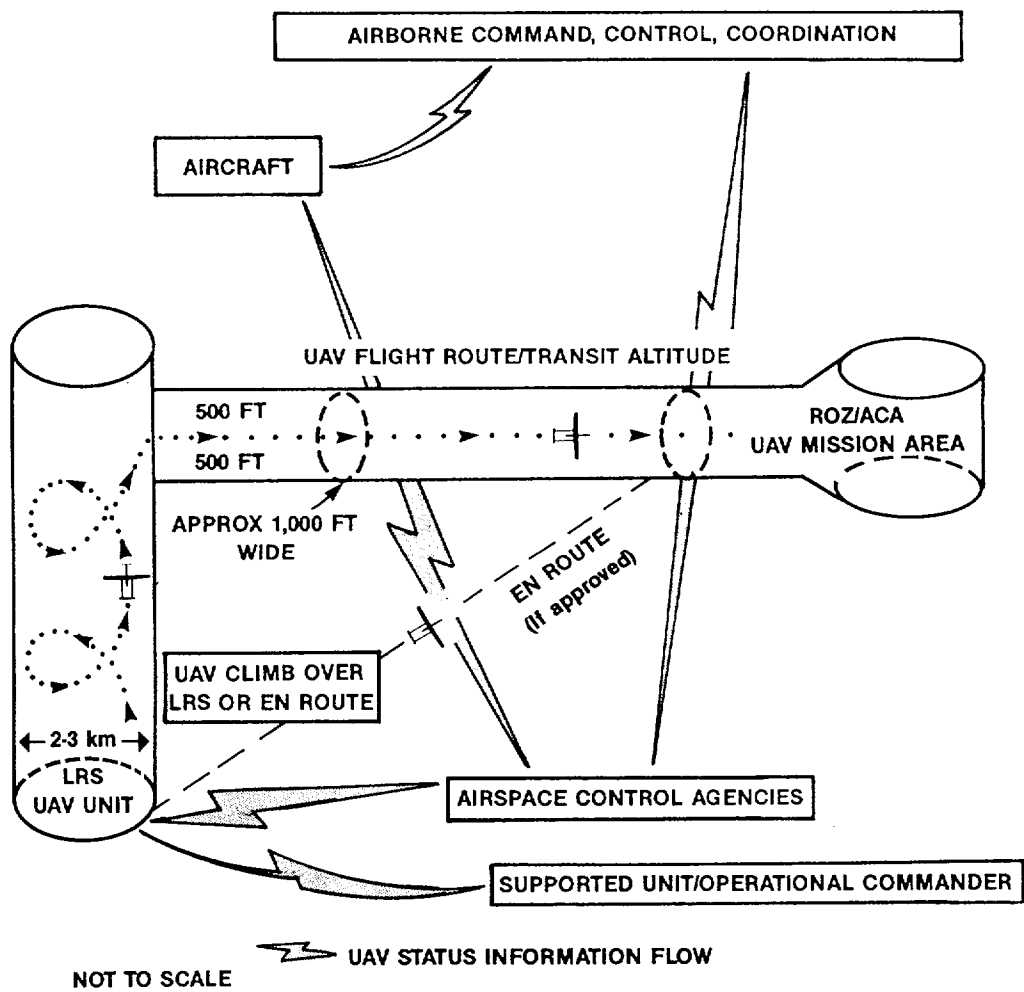 AIRBORNE COMMAND, CONTROL, COORDINATION
AIRCRAFT
UAV FLIGHT ROUTE/TRANSIT ALTITUDE
500 FT
500 FT
ROZ/ACA
UAV MISSION AREA
APPROX 1,000 FT
WIDE
EN ROUTE
(If approved)
UAV CLIMB OVER
LRS OR EN ROUTE
2-3 km
LRS
UAV UNIT
AIRSPACE CONTROL AGENCIES
SUPPORTED UNIT/OPERATIONAL COMMANDER
UAV STATUS INFORMATION FLOW
NOT TO SCALE